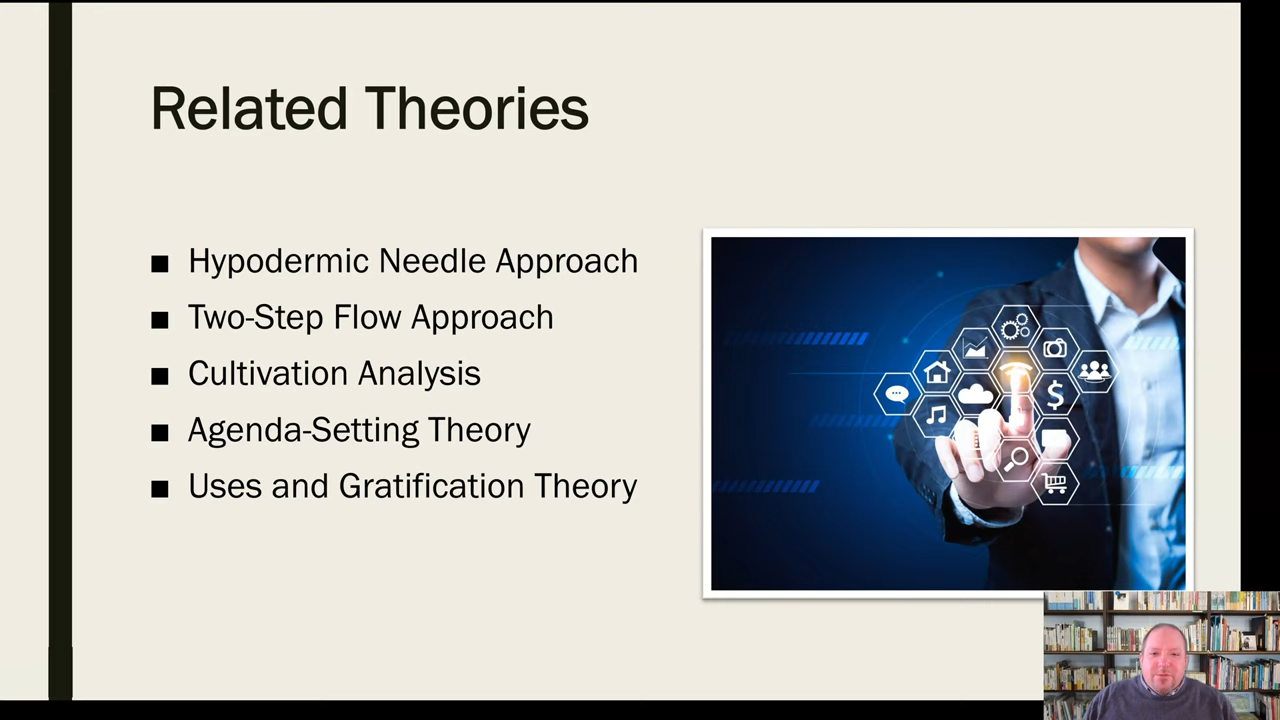 Related Theories
■ Hypodermic Needle Approach
■ Two-Step Flow Approach
■ Cultivation Analysis
■ Agenda-Setting Theory
■ Uses and Gratification Theory